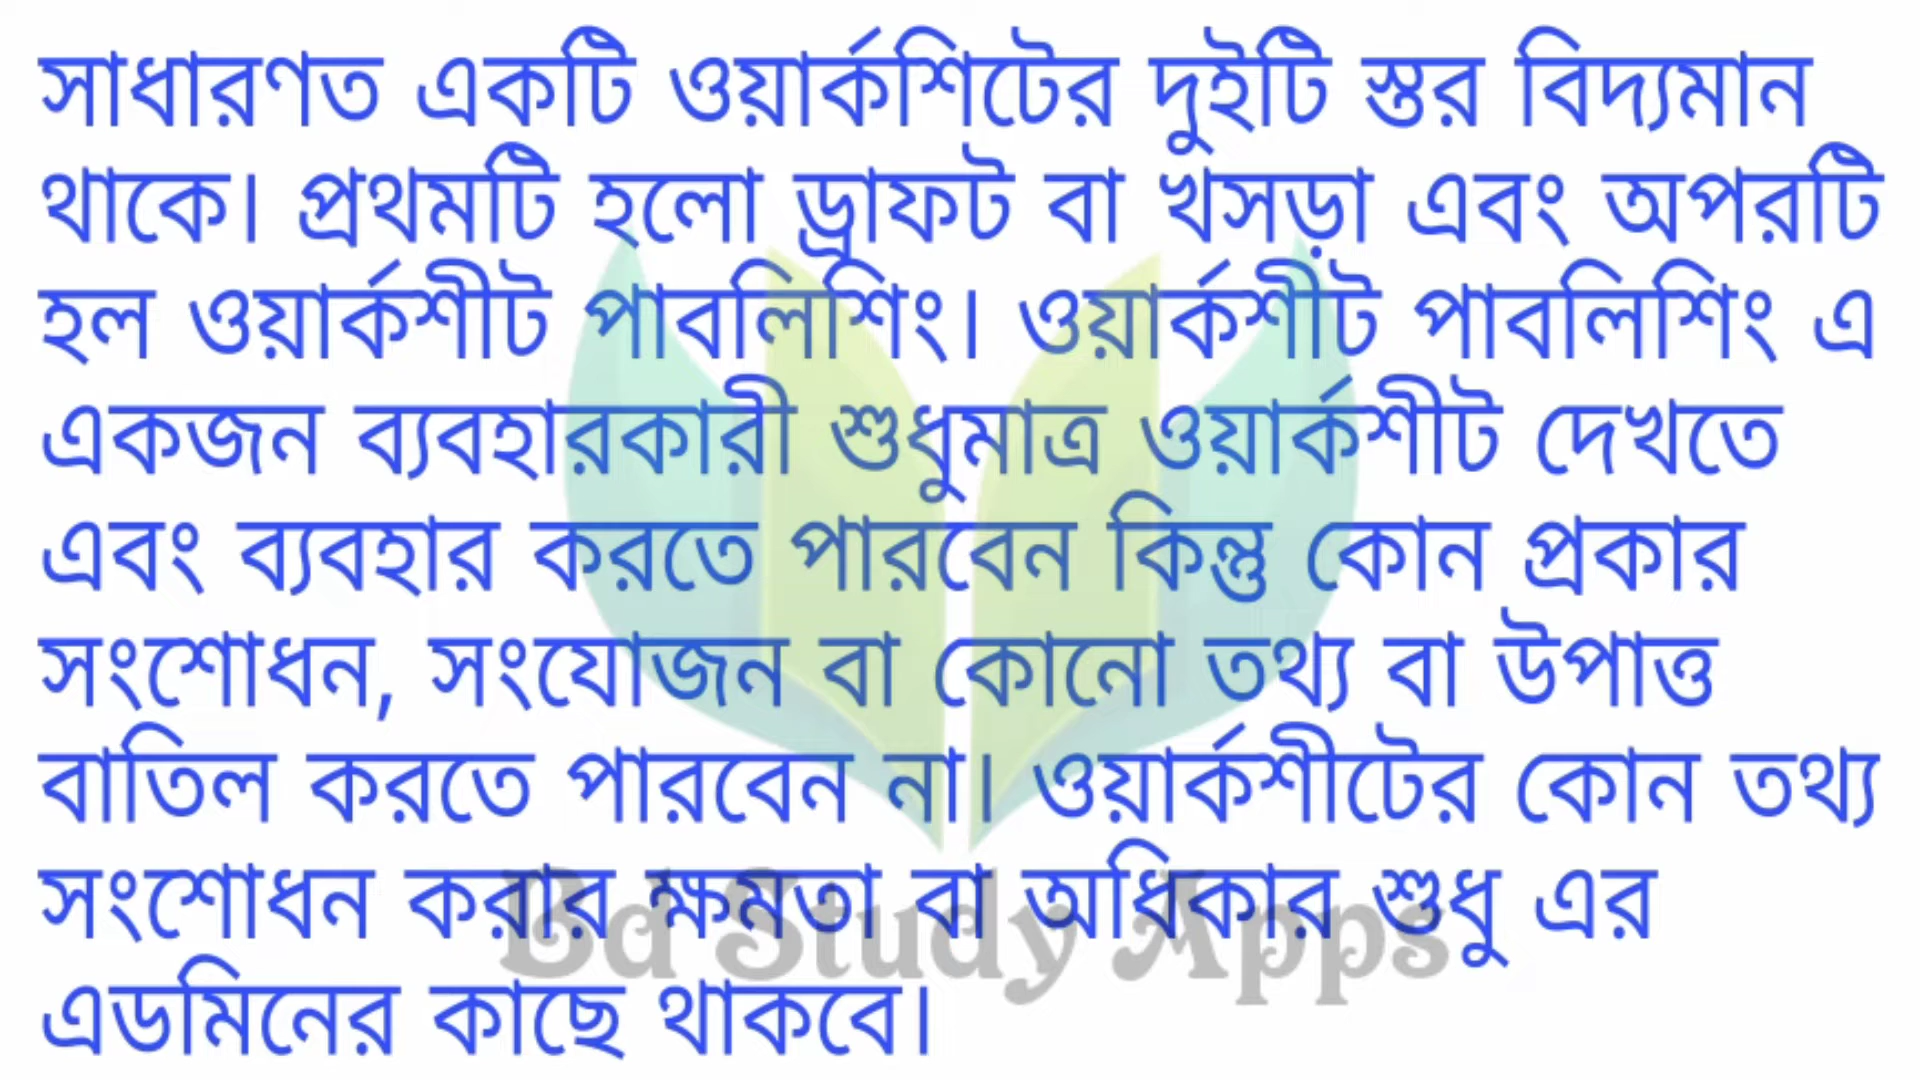 সাধারণত একটি ওয়ার্কশিটের দুইটি স্তর বিদ্যমান
থাকে। প্রথমটি হলো ড্রাফট বা খসড়া এবং অপরটি
হল ওয়ার্কশীট পাবলিশিং। ওয়ার্কশীট পাবলিশিং এ
একজন ব্যবহারকারী শুধুমাত্র ওয়ার্কশীট দেখতে
এবং ব্যবহার করতে পারবেন কিন্তু কোন প্রকার
সংশোধন, সংযোজন বা কোনো তথ্য বা উপাত্ত
বাতিল করতে পারবেন না। ওয়ার্কশীটের কোন তথ্য
সংশোধন করার ক্ষমতা বা অধিকার শুধু এর
এডমিনের কাছে থাকবে।
Bd Study Apps